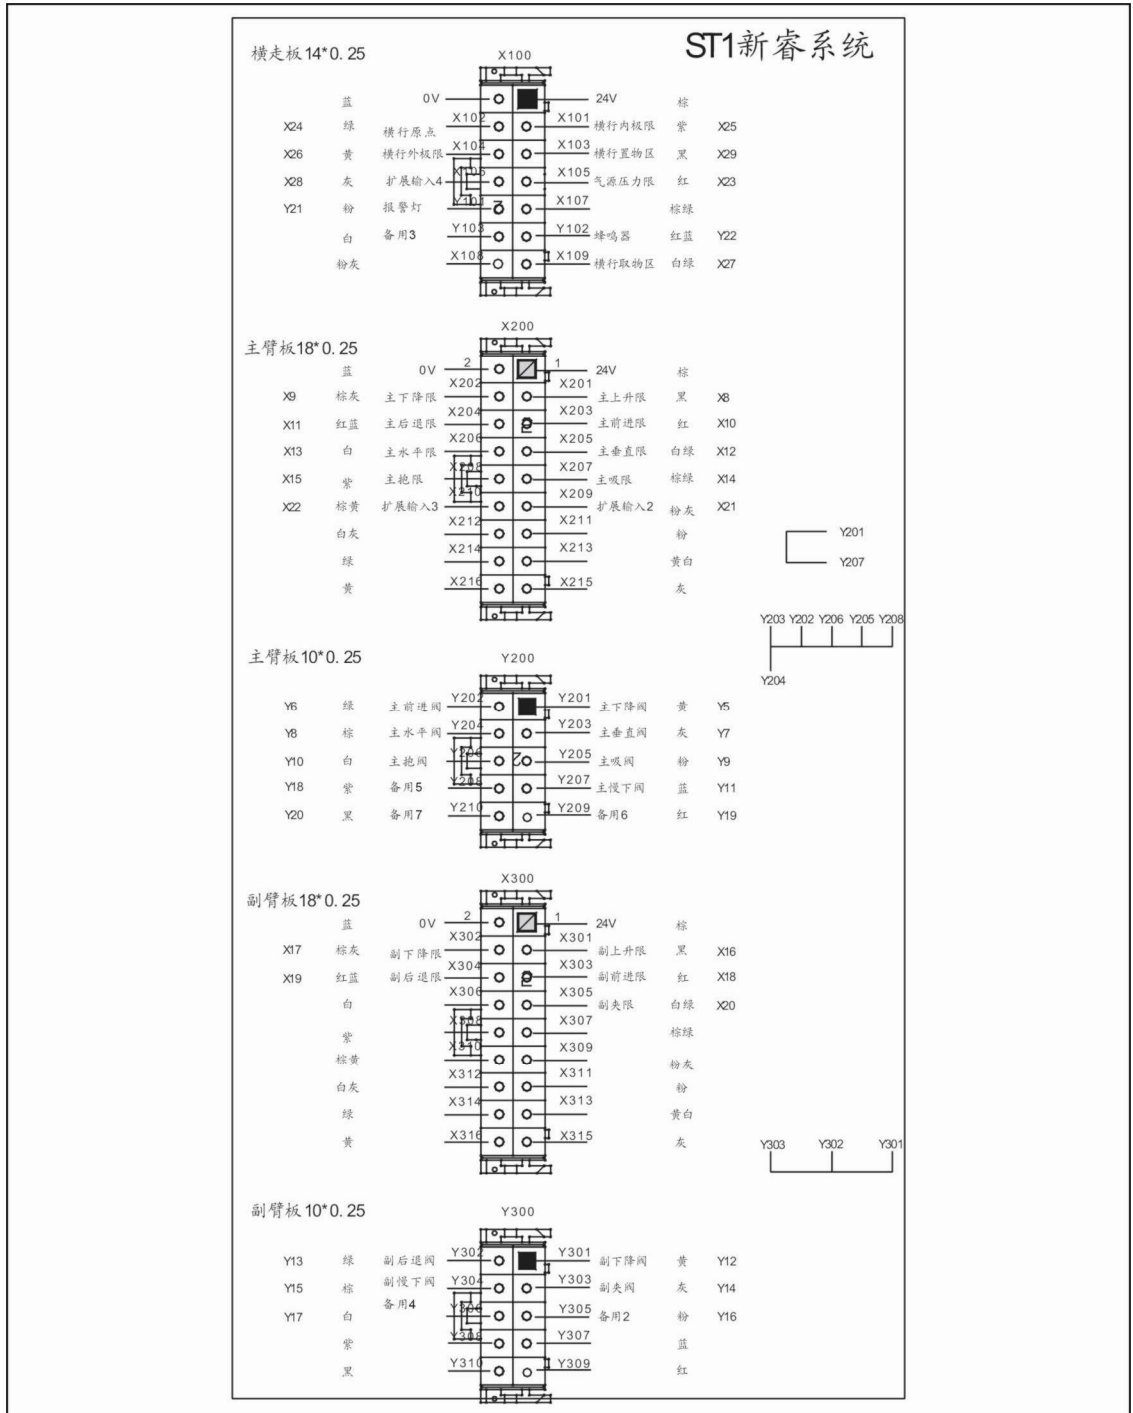 ST1新睿系统
横走板14*0.25
X100
蓝 0V 24V 棕
X24 绿 横行原点 X102 X101 横行内极限 紫 X25
X26 黄 横行外极限 X104 X103 横行置物区 黑 X29
X28 灰 扩展输入4 X106 X105 气源压力限 红 X23
Y21 粉 报警灯 Y101 X107 棕绿
白 备用3 Y103 Y102 蜂鸣器 红蓝 Y22
粉灰 X108 X109 横行取物区 白绿 X27
X200
主臂板18*0.25
蓝 0V 2 1 24V 棕
X9 棕灰 主下降限 X202 X201 主上升限 黑 X8
X11 红蓝 主后退限 X204 X203 主前进限 红 X10
X13 白 主水平限 X206 X205 主垂直限 白绿 X12
X15 紫 主抱限 X208 X207 主吸限 棕绿 X14
X22 棕黄 扩展输入3 X210 X209 扩展输入2 粉灰 X21
白灰 X212 X211 粉
绿 X214 X213 黄白
黄 X216 X215 灰
Y201
Y207
Y203 Y202 Y206 Y205 Y208
Y204
主臂板10*0.25
Y200
Y6 绿 主前进阀 Y202 Y201 主下降阀 黄 Y5
Y8 棕 主水平阀 Y204 Y203 主垂直阀 灰 Y7
Y10 白 主抱阀 Y206 Y205 主吸阀 粉 Y9
Y18 紫 备用5 Y208 Y207 主慢下阀 蓝 Y11
Y20 黑 备用7 Y210 Y209 备用6 红 Y19
X300
副臂板18*0.25
蓝 0V 2 1 24V 棕
X17 棕灰 副下降限 X302 X301 副上升限 黑 X16
X19 红蓝 副后退限 X304 X303 副前进限 红 X18
白 X306 X305 副夹限 白绿 X20
紫 X308 X307 棕绿
棕黄 X310 X309 粉灰
白灰 X312 X311 粉
绿 X314 X313 黄白
黄 X316 X315 灰
Y303 Y302 Y301
副臂板10*0.25
Y300
Y13 绿 副后退阀 Y302 Y301 副下降阀 黄 Y12
Y15 棕 副慢下阀 Y304 Y303 副夹阀 灰 Y14
Y17 白 备用4 Y306 Y305 备用2 粉 Y16
紫 Y308 Y307 蓝
黑 Y310 Y309 红